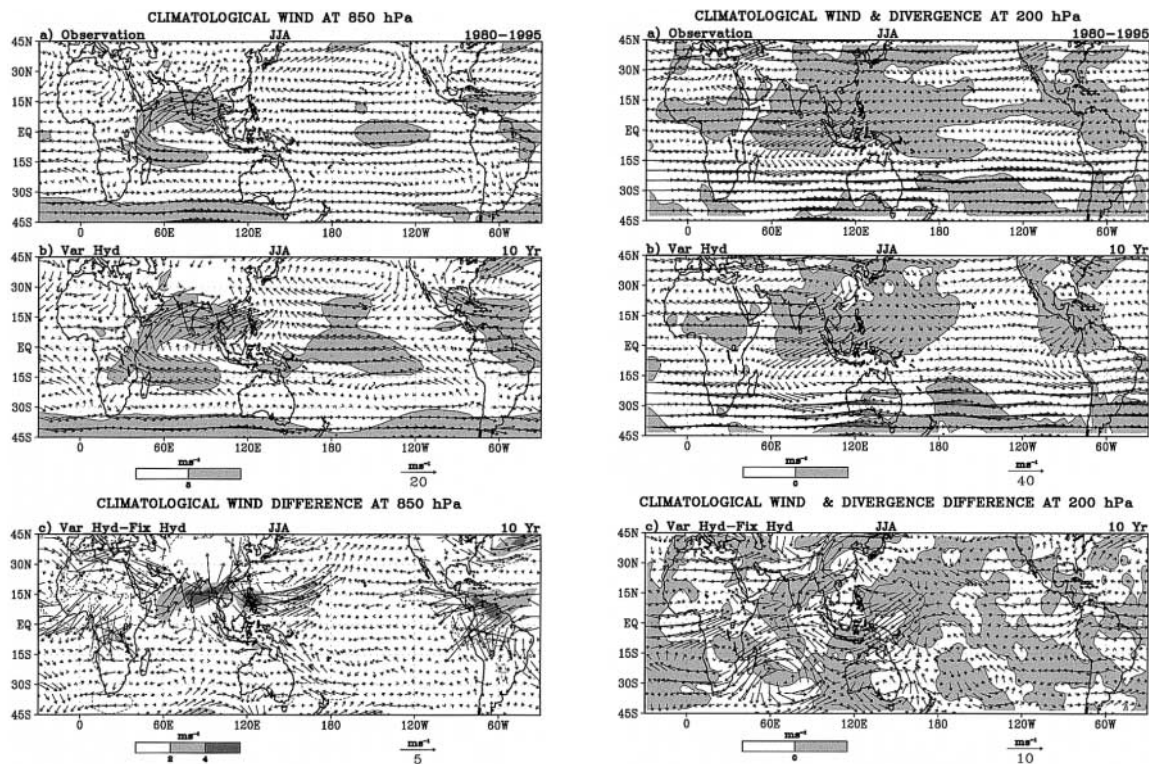 CLIMATOLOGICAL WIND AT 850 hPa
a) Observation JJA 1980-1995
45N
30N
15N
EQ
15S
30S
45S
0 60E 120E 180 120W 60W
b) Var Hyd JJA 10 Yr
45N
30N
15N
EQ
15S
30S
45S
0 60E 120E 180 120W 60W
ms⁻¹ ms⁻¹
8 20
CLIMATOLOGICAL WIND DIFFERENCE AT 850 hPa
c) Var Hyd-Fix Hyd JJA 10 Yr
45N
30N
15N
EQ
15S
30S
45S
0 60E 120E 180 120W 60W
ms⁻¹ ms⁻¹
2 4 5
CLIMATOLOGICAL WIND & DIVERGENCE AT 200 hPa
a) Observation JJA 1980-1995
45N
30N
15N
EQ
15S
30S
45S
0 60E 120E 180 120W 60W
b) Var Hyd JJA 10 Yr
45N
30N
15N
EQ
15S
30S
45S
0 60E 120E 180 120W 60W
ms⁻¹ ms⁻¹
0 40
CLIMATOLOGICAL WIND & DIVERGENCE DIFFERENCE AT 200 hPa
c) Var Hyd-Fix Hyd JJA 10 Yr
45N
30N
15N
EQ
15S
30S
45S
0 60E 120E 180 120W 60W
ms⁻¹ ms⁻¹
0 10